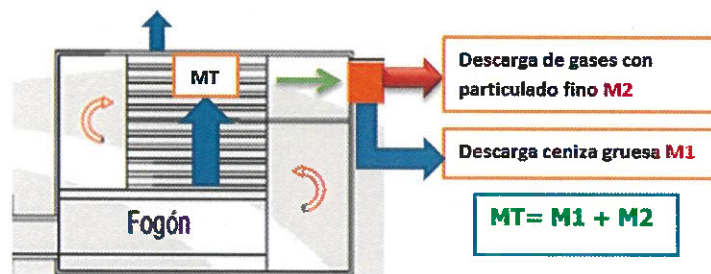 MT
Descarga de gases con
particulado fino M2
Descarga ceniza gruesa M1
Fogón
MT= M1 + M2